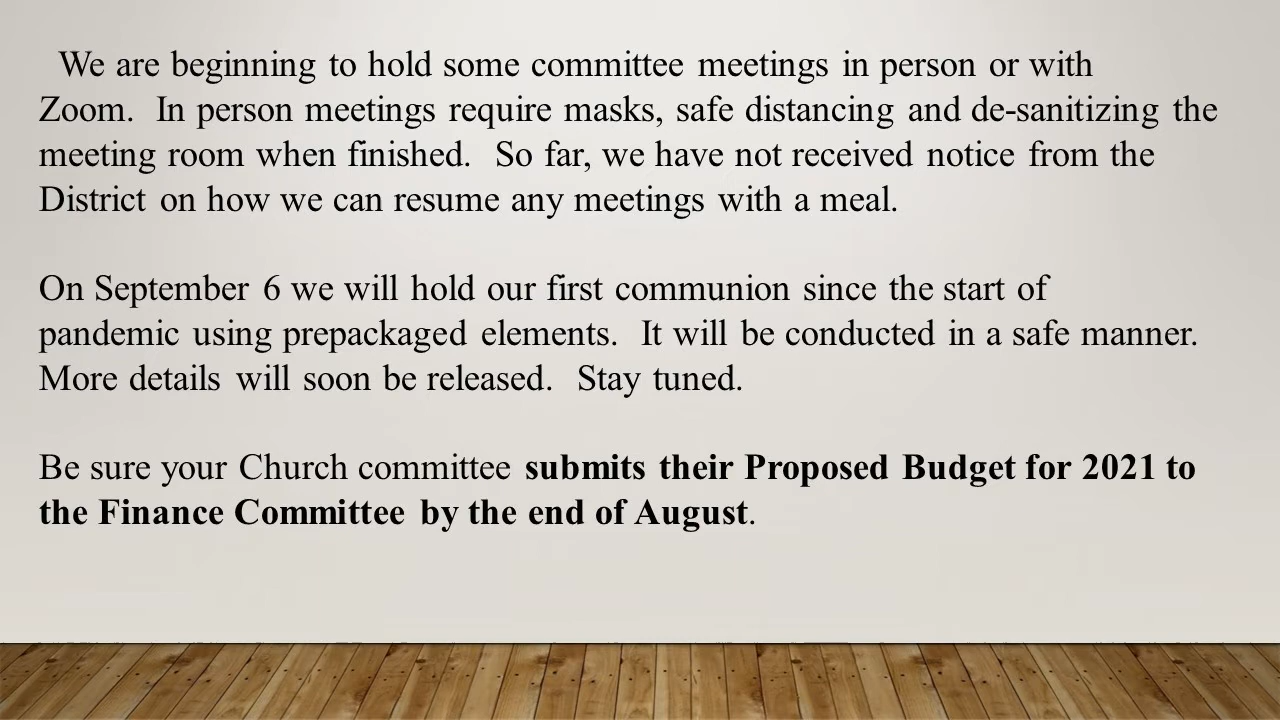 We are beginning to hold some committee meetings in person or with
Zoom. In person meetings require masks, safe distancing and de-sanitizing the
meeting room when finished. So far, we have not received notice from the
District on how we can resume any meetings with a meal.
On September 6 we will hold our first communion since the start of
pandemic using prepackaged elements. It will be conducted in a safe manner.
More details will soon be released. Stay tuned.
Be sure your Church committee submits their Proposed Budget for 2021 to
the Finance Committee by the end of August.